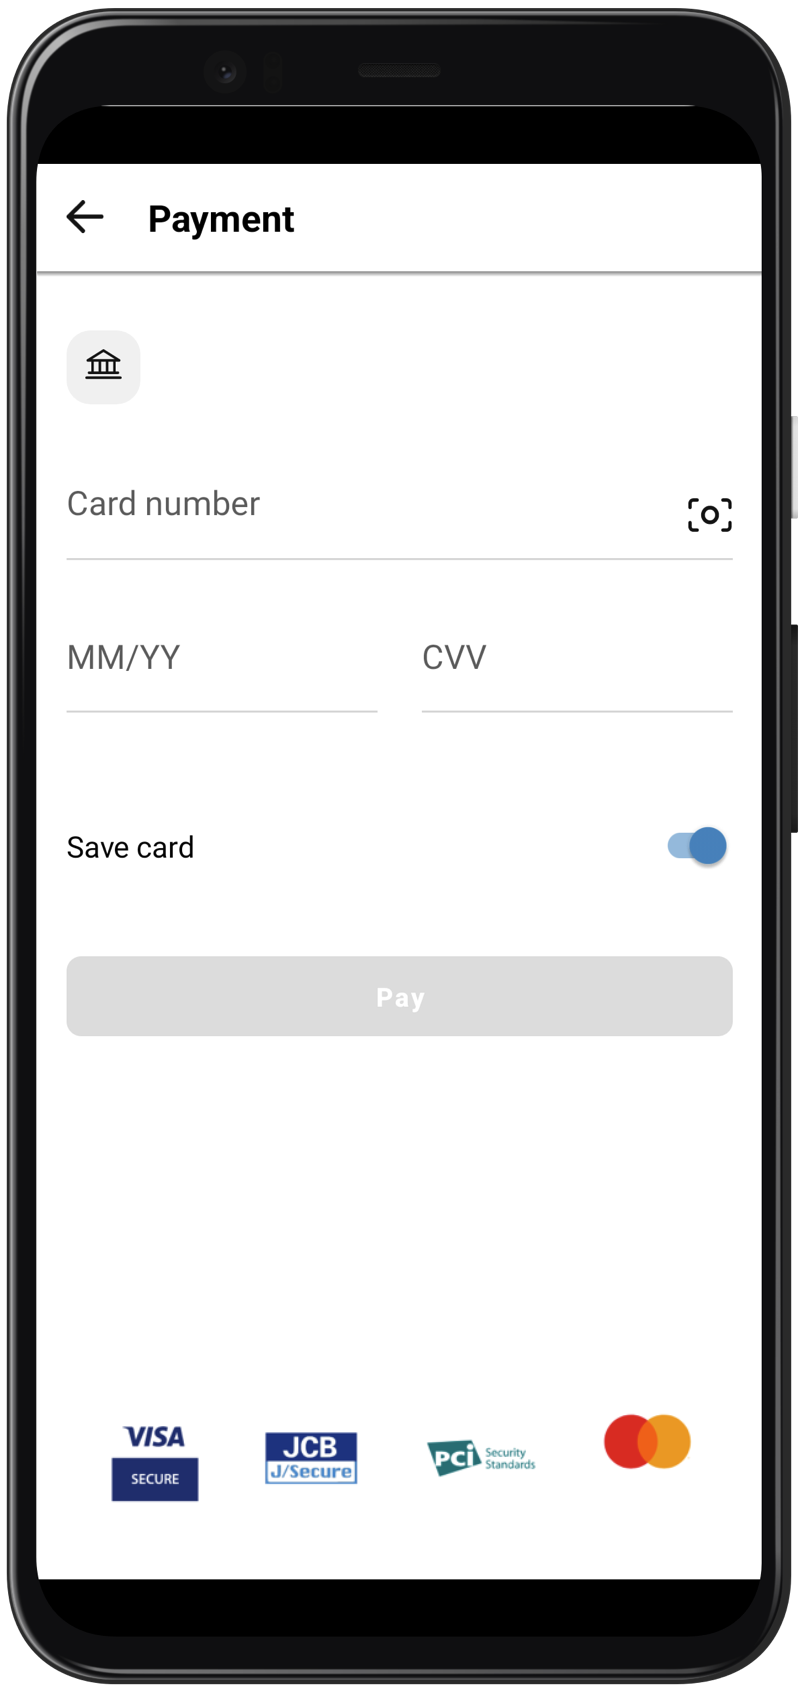 Payment
Card number
MM/YY
CVV
Save card
Pay
VISA
SECURE
JCB
J/Secure
PCi Security
Standards